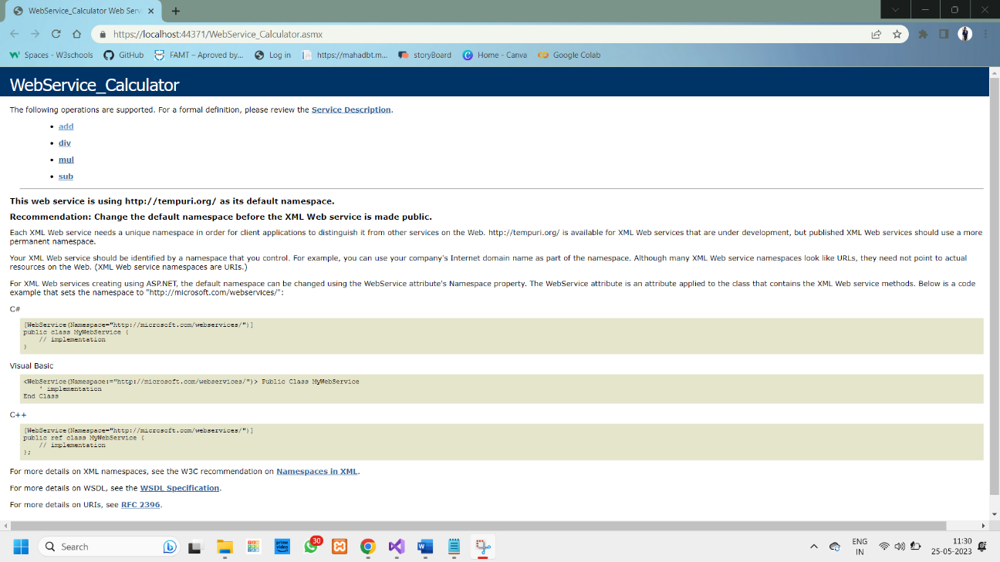 WebService_Calculator Web Serv
https://localhost:44371/WebService_Calculator.asmx
Spaces - W3schools GitHub FAMT – Aproved by... Log in https://mahadbt.m... storyBoard Home - Canva Google Colab
WebService_Calculator
The following operations are supported. For a formal definition, please review the Service Description.
• add
• div
• mul
• sub
This web service is using http://tempuri.org/ as its default namespace.
Recommendation: Change the default namespace before the XML Web service is made public.
Each XML Web service needs a unique namespace in order for client applications to distinguish it from other services on the Web. http://tempuri.org/ is available for XML Web services that are under development, but published XML Web services should use a more
permanent namespace.
Your XML Web service should be identified by a namespace that you control. For example, you can use your company's Internet domain name as part of the namespace. Although many XML Web service namespaces look like URLs, they need not point to actual
resources on the Web. (XML Web service namespaces are URIs.)
For XML Web services creating using ASP.NET, the default namespace can be changed using the WebService attribute's Namespace property. The WebService attribute is an attribute applied to the class that contains the XML Web service methods. Below is a code
example that sets the namespace to "http://microsoft.com/webservices/":
C#
[WebService(Namespace="http://microsoft.com/webservices/")]
public class MyWebService {
// implementation
}
Visual Basic
<WebService(Namespace:="http://microsoft.com/webservices/")> Public Class MyWebService
' implementation
End Class
C++
[WebService(Namespace="http://microsoft.com/webservices/")]
public ref class MyWebService {
// implementation
};
For more details on XML namespaces, see the W3C recommendation on Namespaces in XML.
For more details on WSDL, see the WSDL Specification.
For more details on URIs, see RFC 2396.
Search
prime video
30
ENG
IN
11:30
25-05-2023